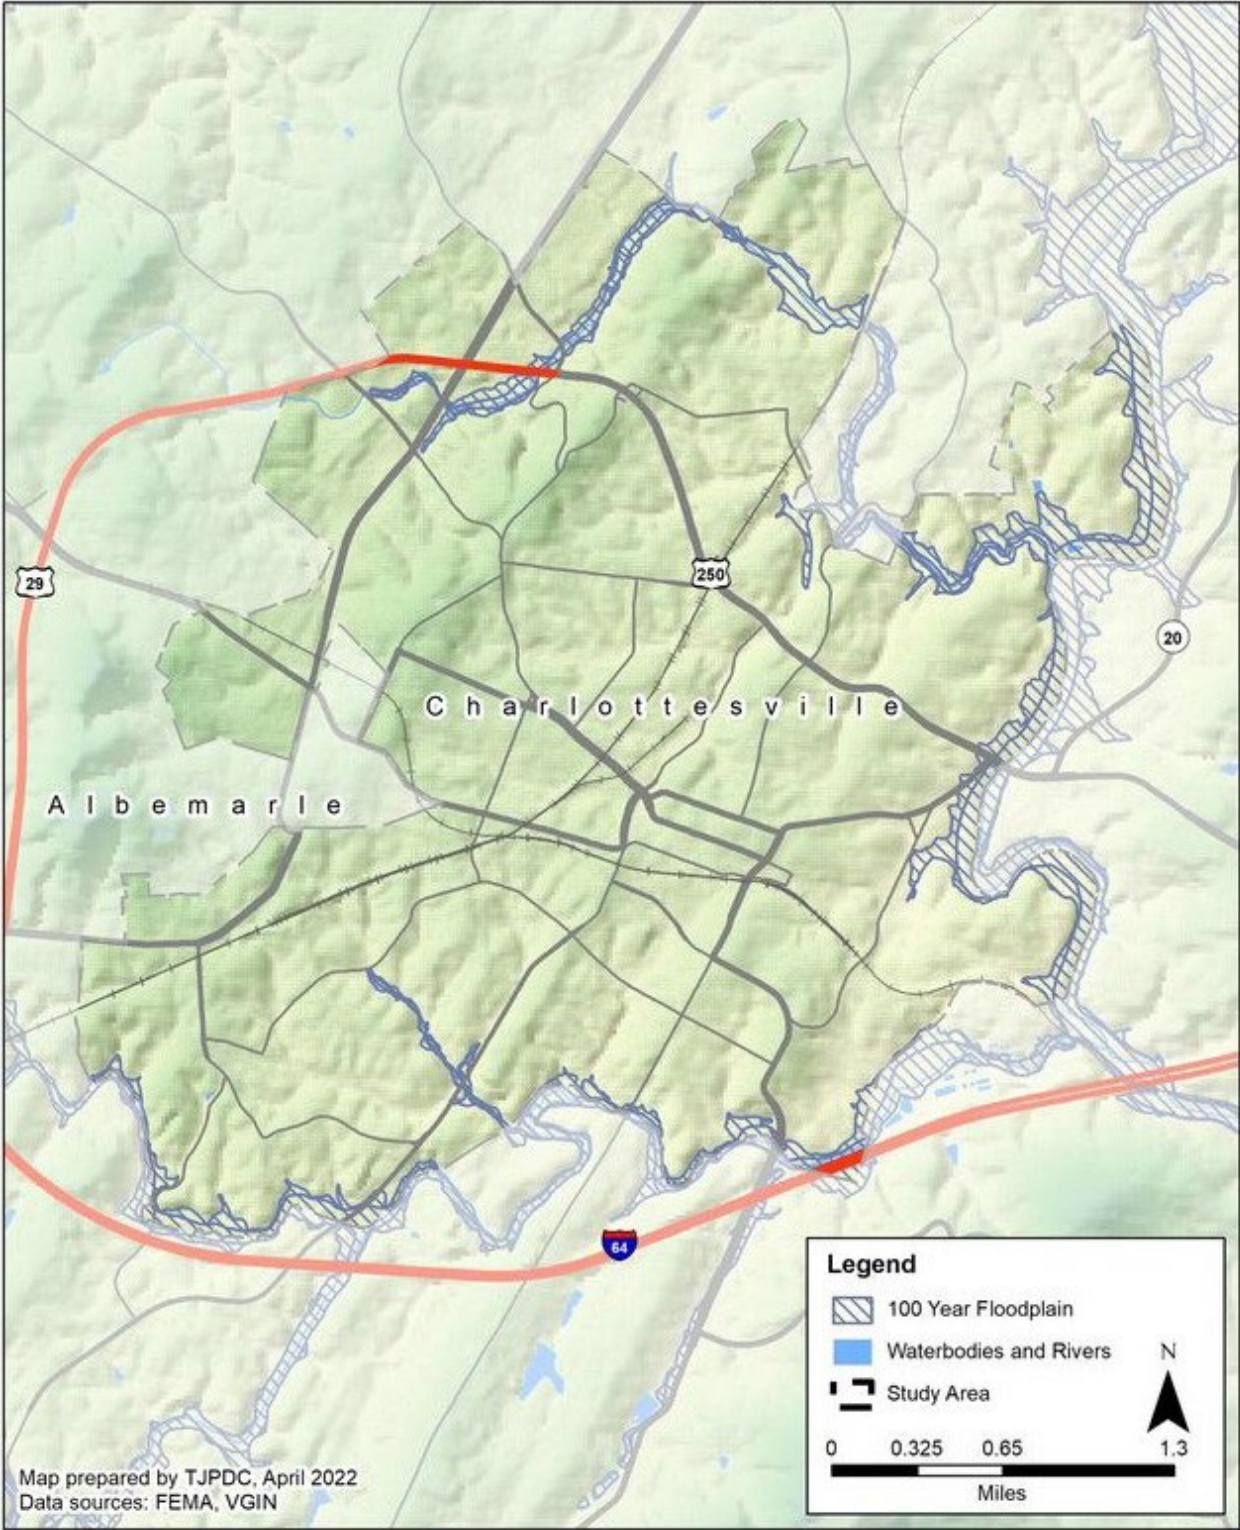 29
250
20
Charlottesville
Albemarle
64
Legend
100 Year Floodplain
Waterbodies and Rivers
Study Area
N
0 0.325 0.65 1.3
Miles
Map prepared by TJPDC, April 2022
Data sources: FEMA, VGIN